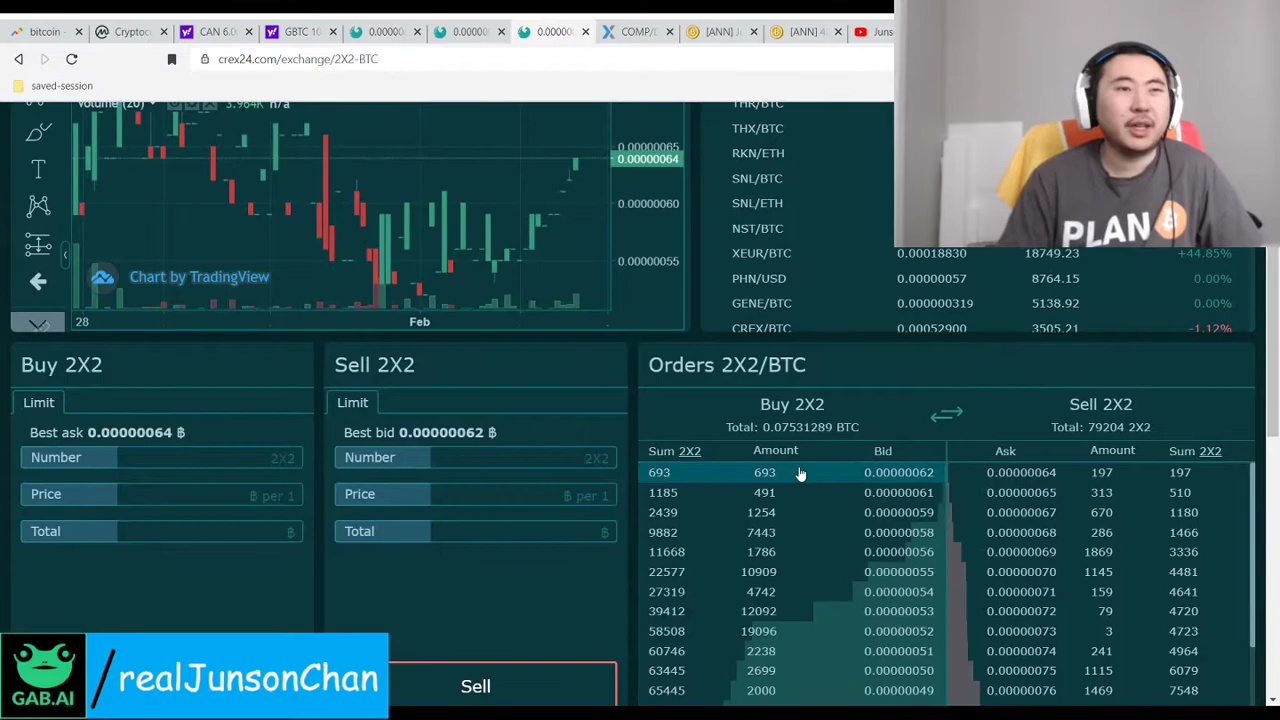 bitcoin -
Cryptoc
CAN 6.0
GBTC 10
0.00000
0.00000
0.00000
COMP/D
[ANN] J
[ANN] 4
Juns
crex24.com/exchange/2X2-BTC
saved-session
Volume (20) 3.964K n/a
0.00000065
0.00000064
0.00000060
0.00000055
Chart by TradingView
28 Feb
THR/BTC
THX/BTC
RKN/ETH
SNL/BTC
SNL/ETH
NST/BTC
XEUR/BTC 0.00018830 18749.23 +44.85%
PHN/USD 0.00000057 8764.15 0.00%
GENE/BTC 0.000000319 5138.92 0.00%
CREX/BTC 0.00052900 3505.21 -1.12%
PLAN B
Buy 2X2
Limit
Best ask 0.00000064 ฿
Number 2X2
Price ฿ per 1
Total ฿
Sell 2X2
Limit
Best bid 0.00000062 ฿
Number 2X2
Price ฿ per 1
Total ฿
Sell
Orders 2X2/BTC
Buy 2X2 Sell 2X2
Total: 0.07531289 BTC Total: 79204 2X2
Sum 2X2 Amount Bid Ask Amount Sum 2X2
693 693 0.00000062 0.00000064 197 197
1185 491 0.00000061 0.00000065 313 510
2439 1254 0.00000059 0.00000067 670 1180
9882 7443 0.00000058 0.00000068 286 1466
11668 1786 0.00000056 0.00000069 1869 3336
22577 10909 0.00000055 0.00000070 1145 4481
27319 4742 0.00000054 0.00000071 159 4641
39412 12092 0.00000053 0.00000072 79 4720
58508 19096 0.00000052 0.00000073 3 4723
60746 2238 0.00000051 0.00000074 241 4964
63445 2699 0.00000050 0.00000075 1115 6079
65445 2000 0.00000049 0.00000076 1469 7548
GAB.AI
/realJunsonChan